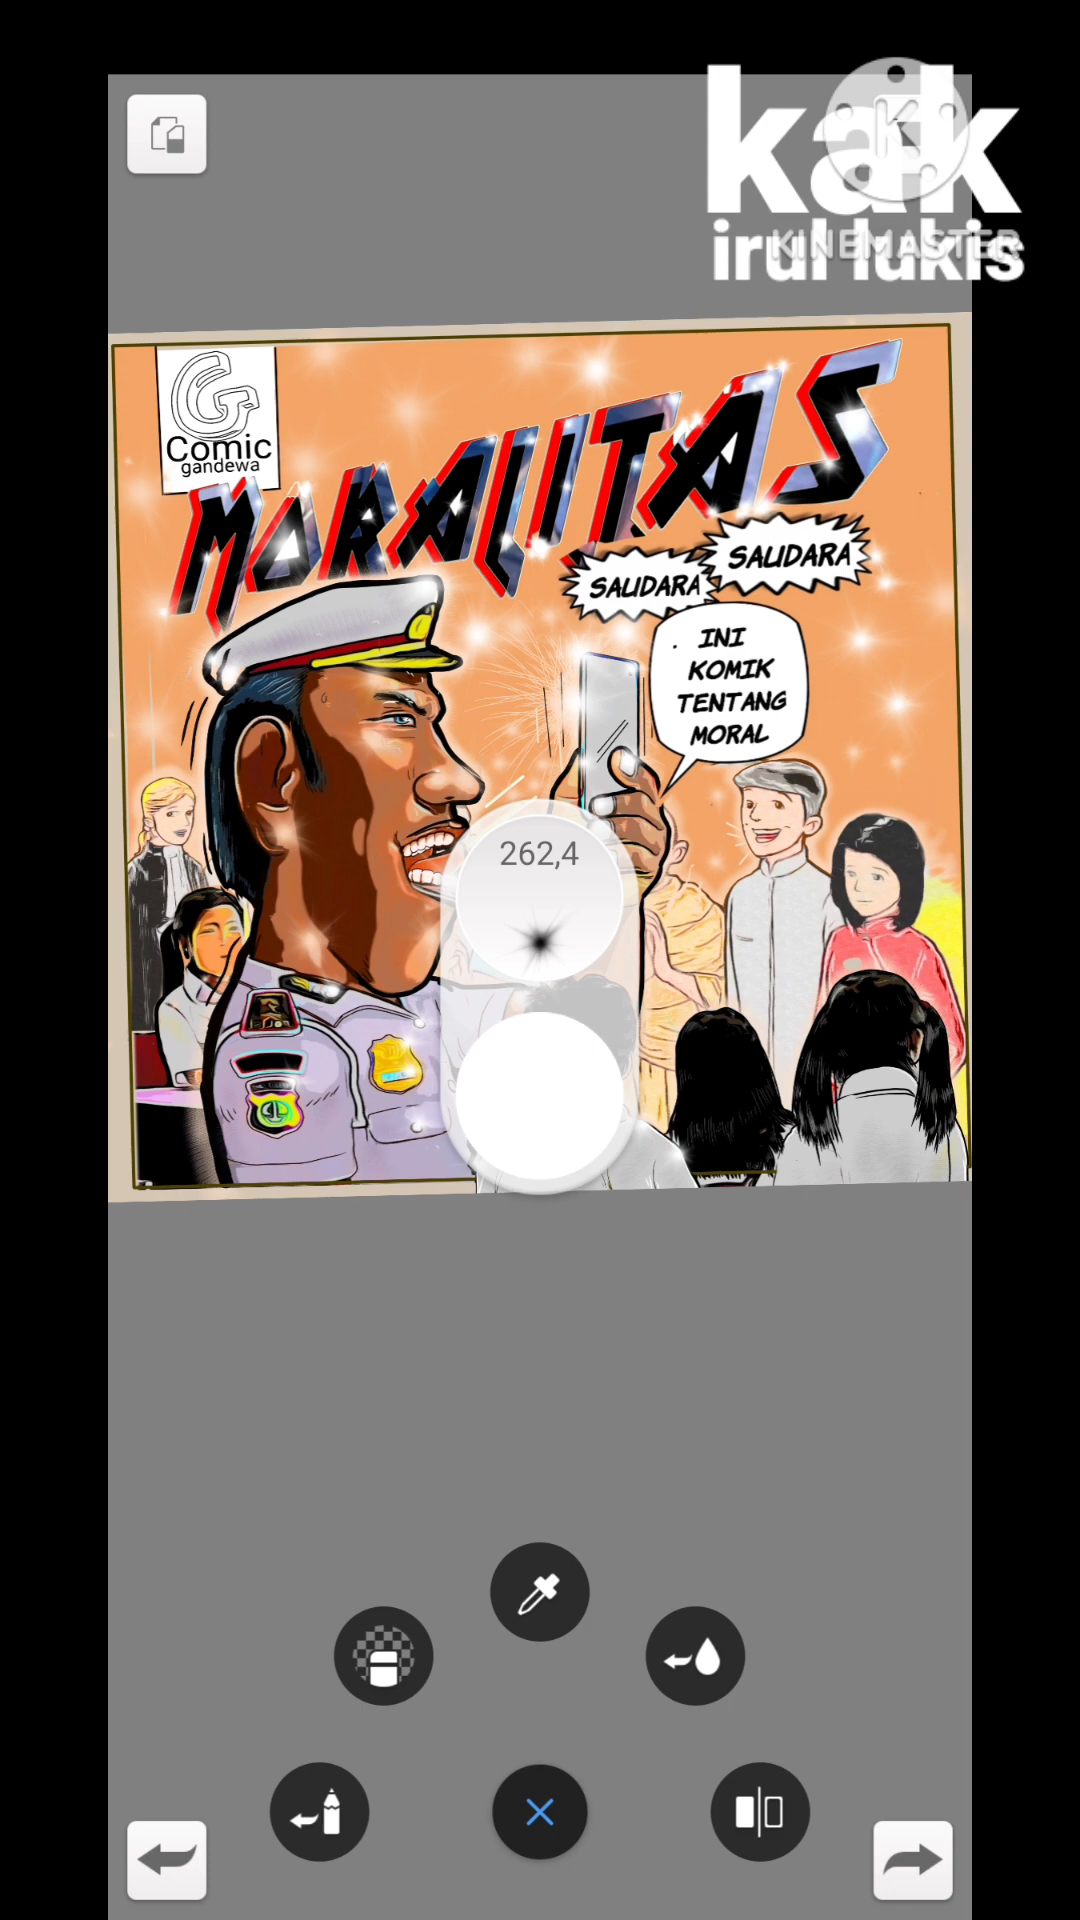 kak
irul lukis
KINEMASTER
G
Comic
gandewa
MORALITAS
SAUDARA
SAUDARA
. INI
KOMIK
TENTANG
MORAL
262,4